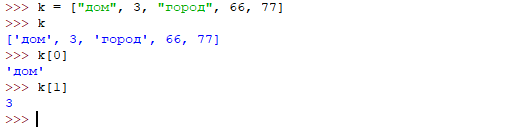 >>> k = ["дом", 3, "город", 66, 77]
>>> k
['дом', 3, 'город', 66, 77]
>>> k[0]
'дом'
>>> k[1]
3
>>>